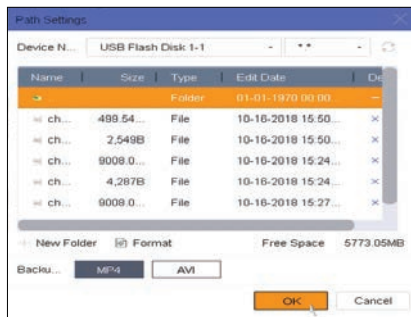 Path Settings
Device N... USB Flash Disk 1-1 *.*
Name Size Type Edit Date De
Folder 01-01-1970 00:00...
ch... 499.54... File 10-16-2018 15:50...
ch... 2,549B File 10-16-2018 15:50...
ch... 9008.0... File 10-16-2018 15:24...
ch... 4,287B File 10-16-2018 15:24...
ch... 9008.0... File 10-16-2018 15:27...
New Folder Format Free Space 5773.05MB
Backu... MP4 AVI
OK Cancel